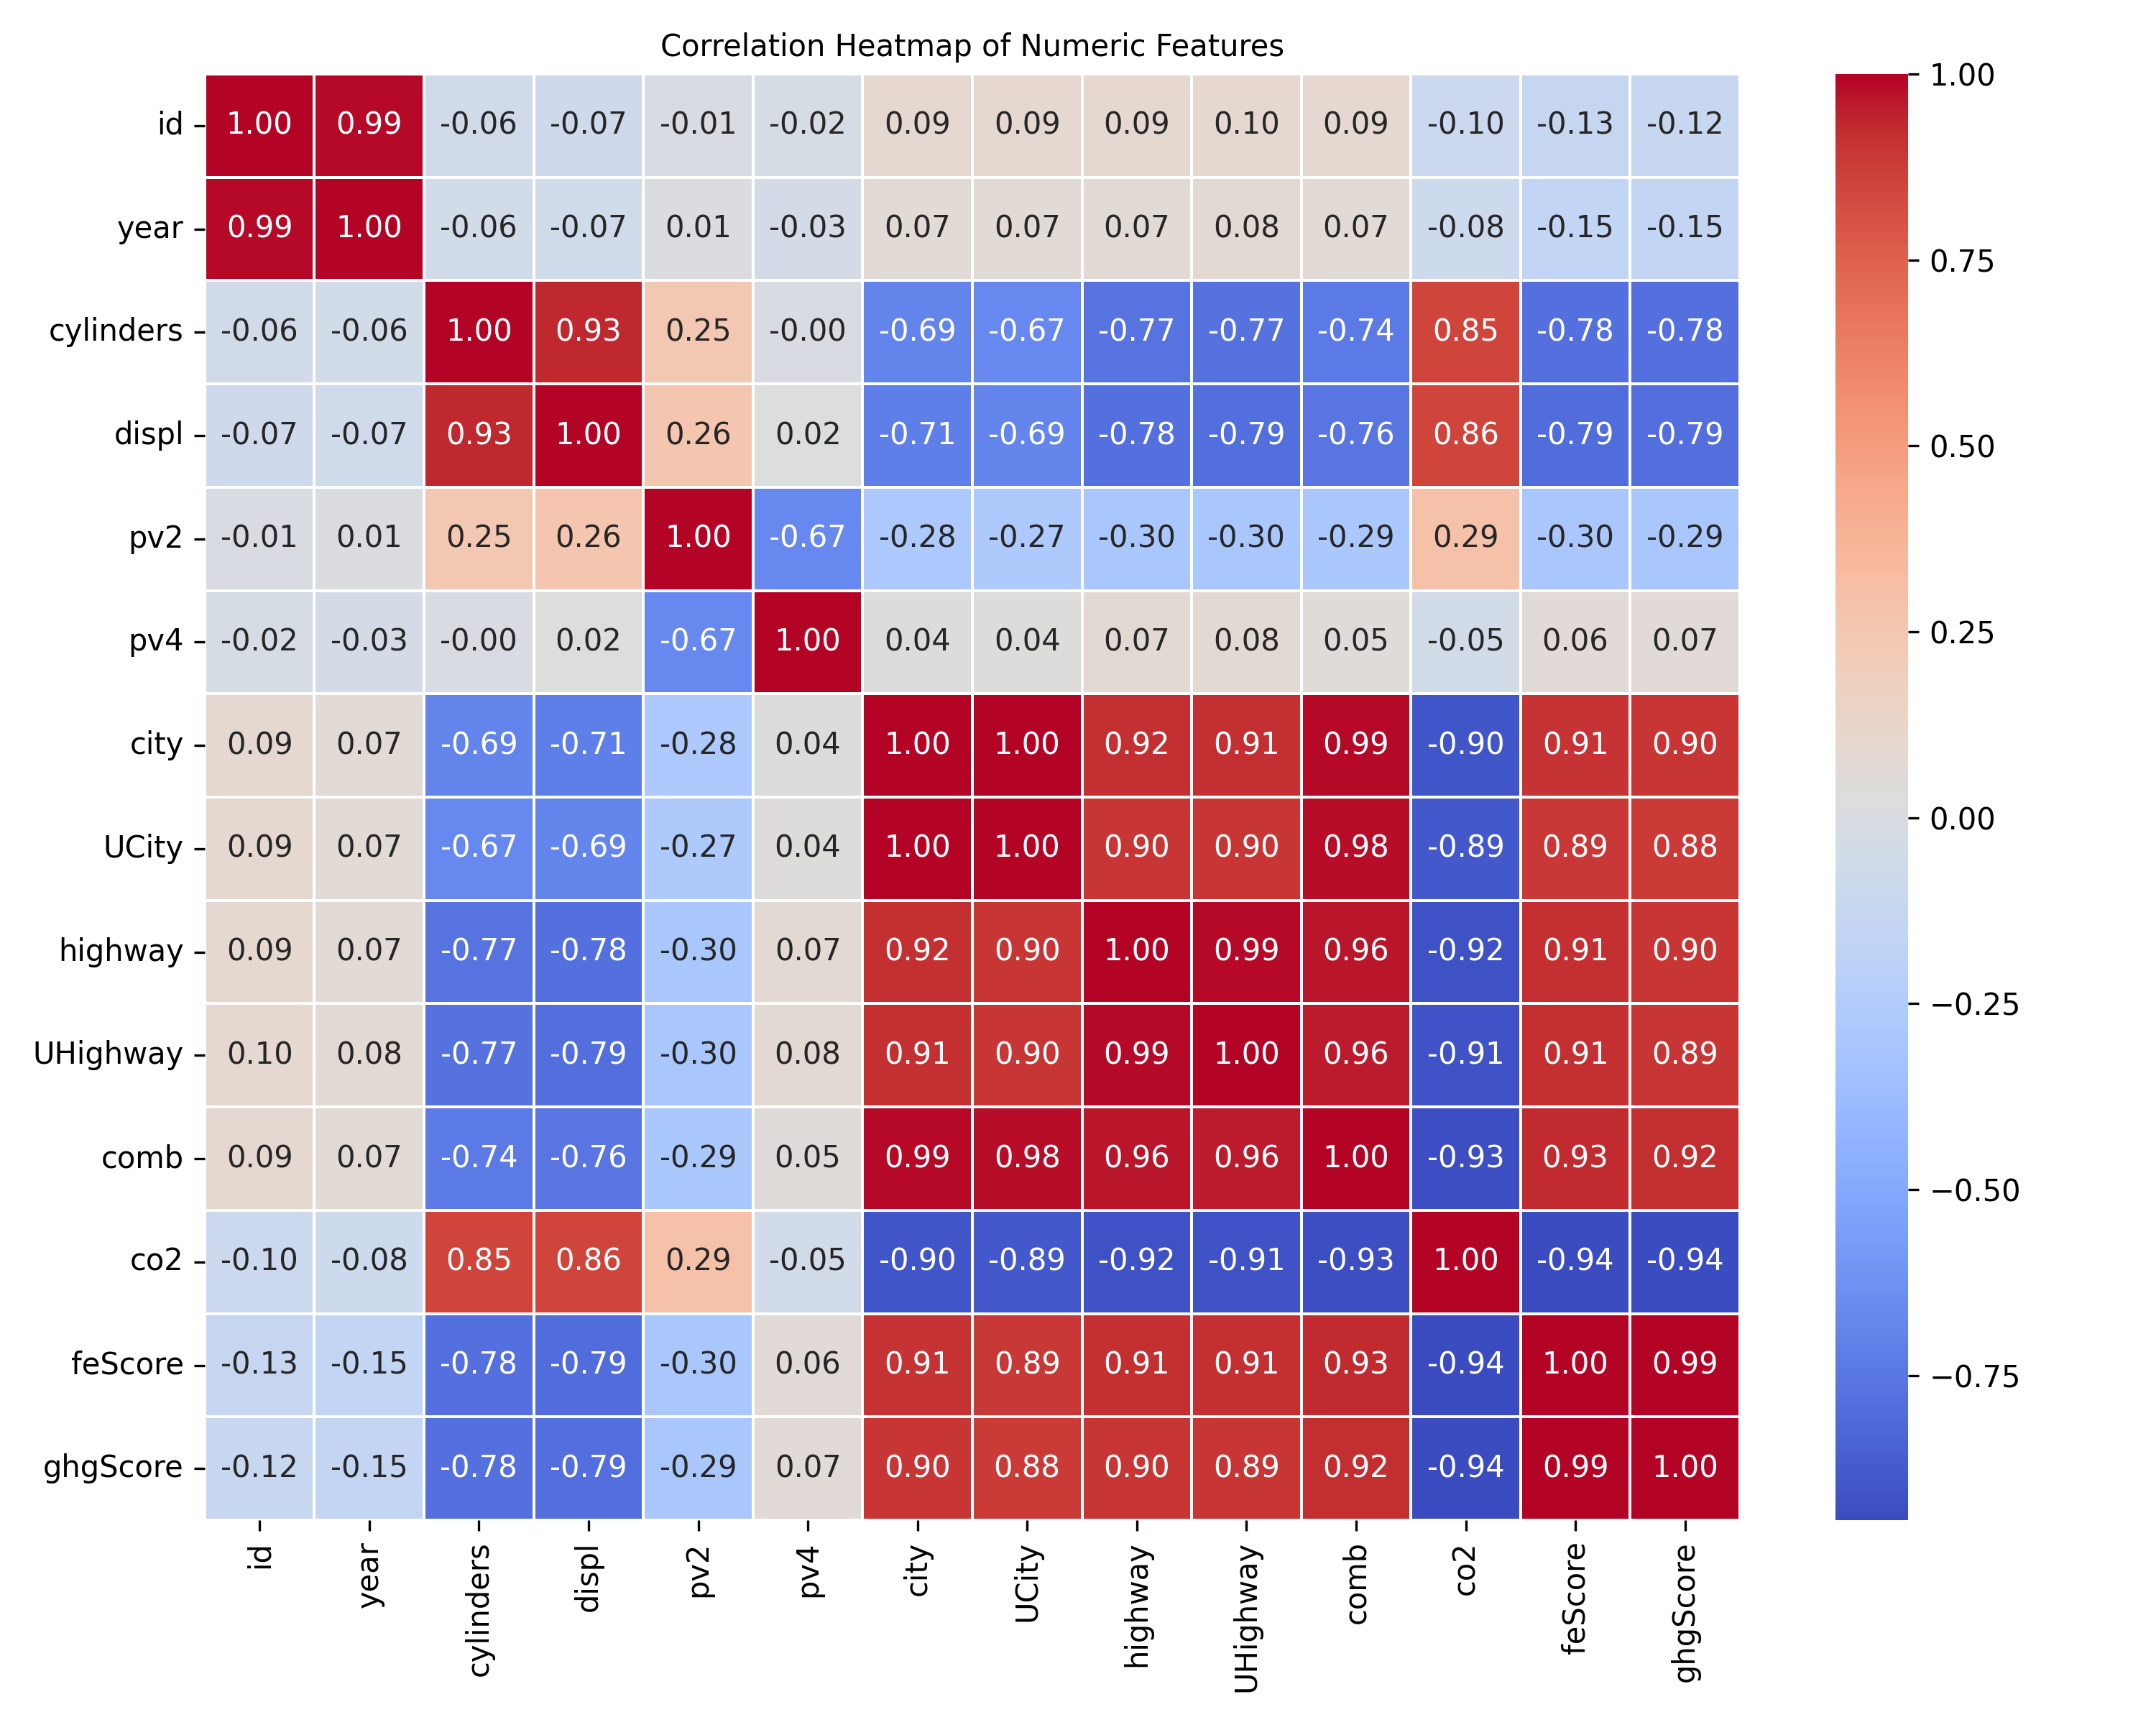 Correlation Heatmap of Numeric Features
id 1.00 0.99 -0.06 -0.07 -0.01 -0.02 0.09 0.09 0.09 0.10 0.09 -0.10 -0.13 -0.12
year 0.99 1.00 -0.06 -0.07 0.01 -0.03 0.07 0.07 0.07 0.08 0.07 -0.08 -0.15 -0.15
cylinders -0.06 -0.06 1.00 0.93 0.25 -0.00 -0.69 -0.67 -0.77 -0.77 -0.74 0.85 -0.78 -0.78
displ -0.07 -0.07 0.93 1.00 0.26 0.02 -0.71 -0.69 -0.78 -0.79 -0.76 0.86 -0.79 -0.79
pv2 -0.01 0.01 0.25 0.26 1.00 -0.67 -0.28 -0.27 -0.30 -0.30 -0.29 0.29 -0.30 -0.29
pv4 -0.02 -0.03 -0.00 0.02 -0.67 1.00 0.04 0.04 0.07 0.08 0.05 -0.05 0.06 0.07
city 0.09 0.07 -0.69 -0.71 -0.28 0.04 1.00 1.00 0.92 0.91 0.99 -0.90 0.91 0.90
UCity 0.09 0.07 -0.67 -0.69 -0.27 0.04 1.00 1.00 0.90 0.90 0.98 -0.89 0.89 0.88
highway 0.09 0.07 -0.77 -0.78 -0.30 0.07 0.92 0.90 1.00 0.99 0.96 -0.92 0.91 0.90
UHighway 0.10 0.08 -0.77 -0.79 -0.30 0.08 0.91 0.90 0.99 1.00 0.96 -0.91 0.91 0.89
comb 0.09 0.07 -0.74 -0.76 -0.29 0.05 0.99 0.98 0.96 0.96 1.00 -0.93 0.93 0.92
co2 -0.10 -0.08 0.85 0.86 0.29 -0.05 -0.90 -0.89 -0.92 -0.91 -0.93 1.00 -0.94 -0.94
feScore -0.13 -0.15 -0.78 -0.79 -0.30 0.06 0.91 0.89 0.91 0.91 0.93 -0.94 1.00 0.99
ghgScore -0.12 -0.15 -0.78 -0.79 -0.29 0.07 0.90 0.88 0.90 0.89 0.92 -0.94 0.99 1.00
id year cylinders displ pv2 pv4 city UCity highway UHighway comb co2 feScore ghgScore
1.00
0.75
0.50
0.25
0.00
−0.25
−0.50
−0.75